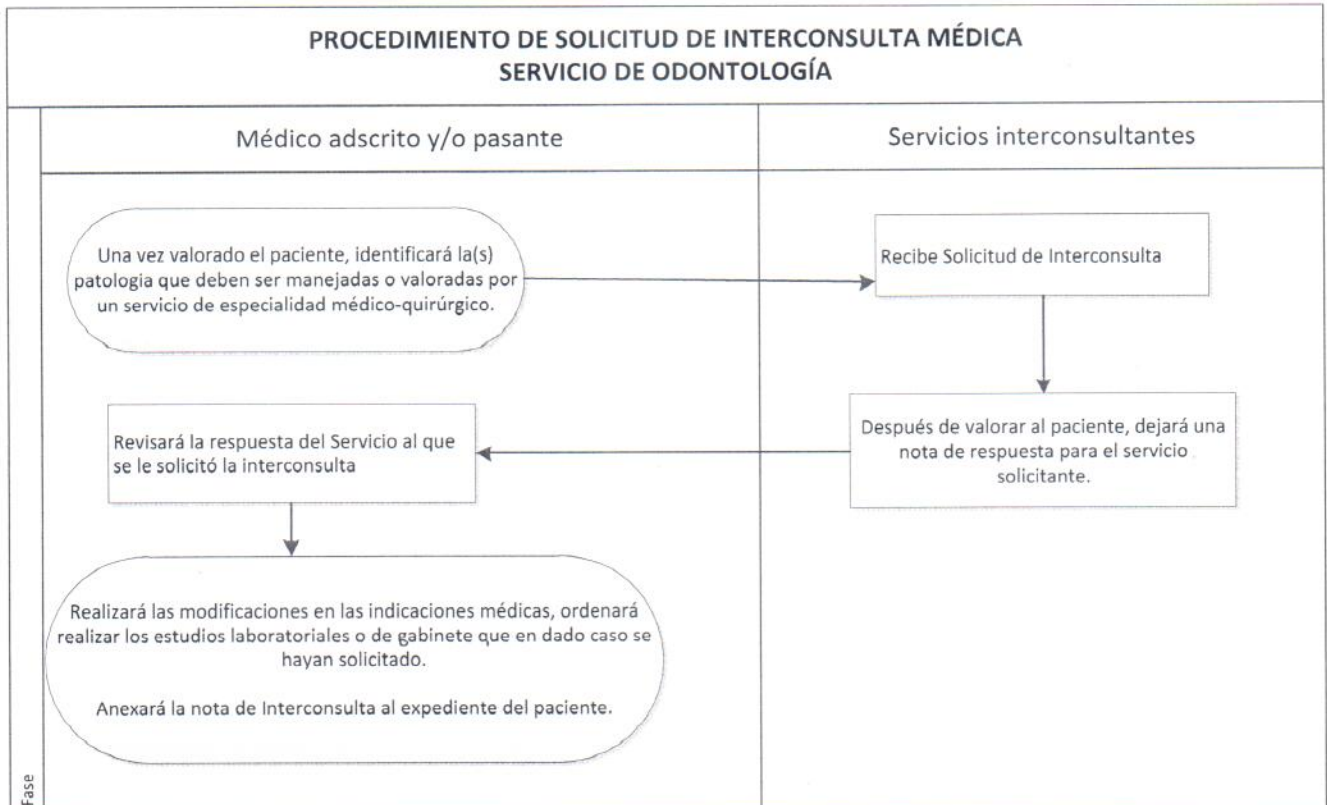 PROCEDIMIENTO DE SOLICITUD DE INTERCONSULTA MÉDICA
SERVICIO DE ODONTOLOGÍA
Médico adscrito y/o pasante
Servicios interconsultantes
Una vez valorado el paciente, identificará la(s)
patologia que deben ser manejadas o valoradas por
un servicio de especialidad médico-quirúrgico.
Recibe Solicitud de Interconsulta
Después de valorar al paciente, dejará una
nota de respuesta para el servicio
solicitante.
Revisará la respuesta del Servicio al que
se le solicitó la interconsulta
Realizará las modificaciones en las indicaciones médicas, ordenará
realizar los estudios laboratoriales o de gabinete que en dado caso se
hayan solicitado.
Anexará la nota de Interconsulta al expediente del paciente.
Fase